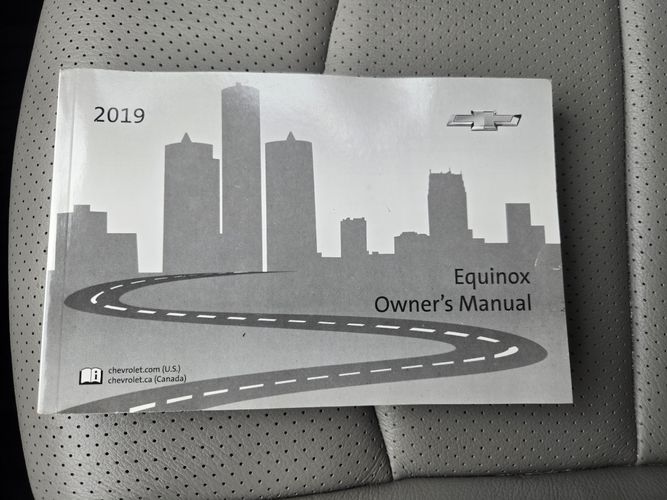 2019
Equinox
Owner's Manual
chevrolet.com (U.S.)
chevrolet.ca (Canada)